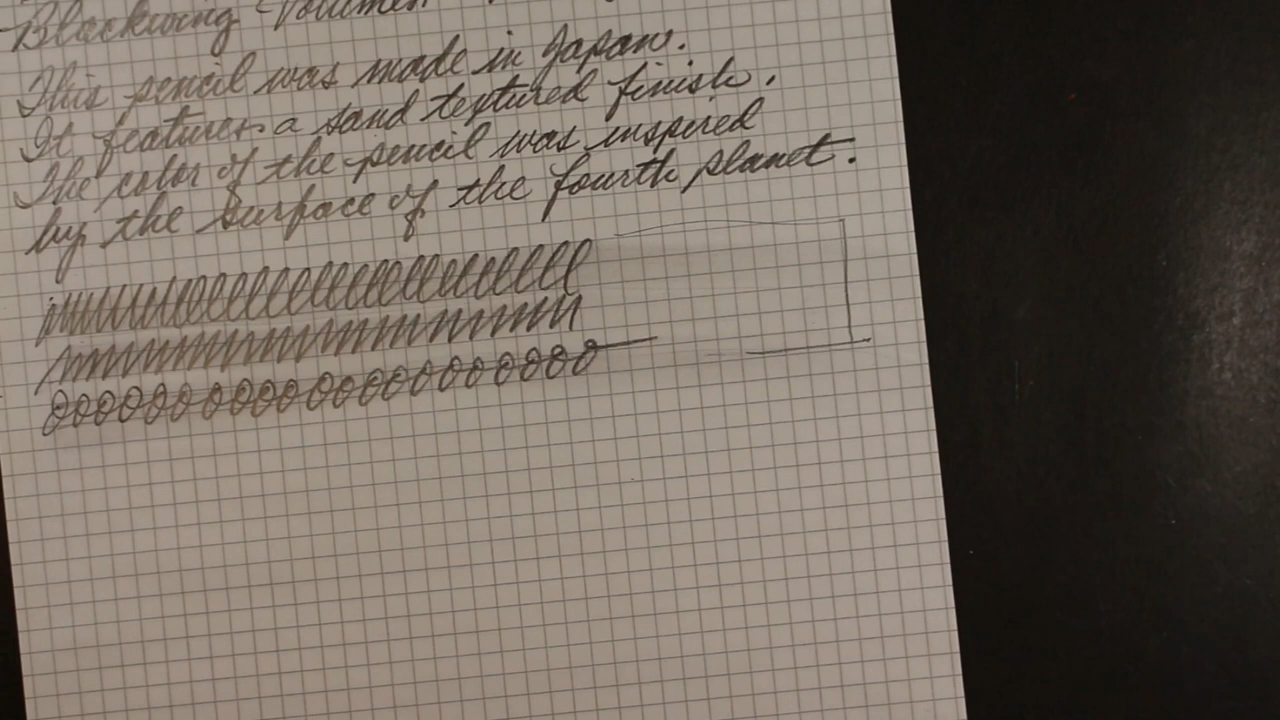 Blackwing Volumes
This pencil was made in Japan.
It features a sand textured finish.
The color of the pencil was inspired
by the surface of the fourth planet.